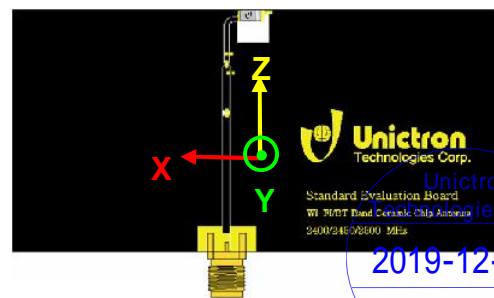 Z
X
Y
Unictron
Technologies Corp.
Standard Evaluation Board
WI-FI/BT Band Ceramic Chip Antenna
2400/2450/2500 MHz
Unictro
Technologie
2019-12-